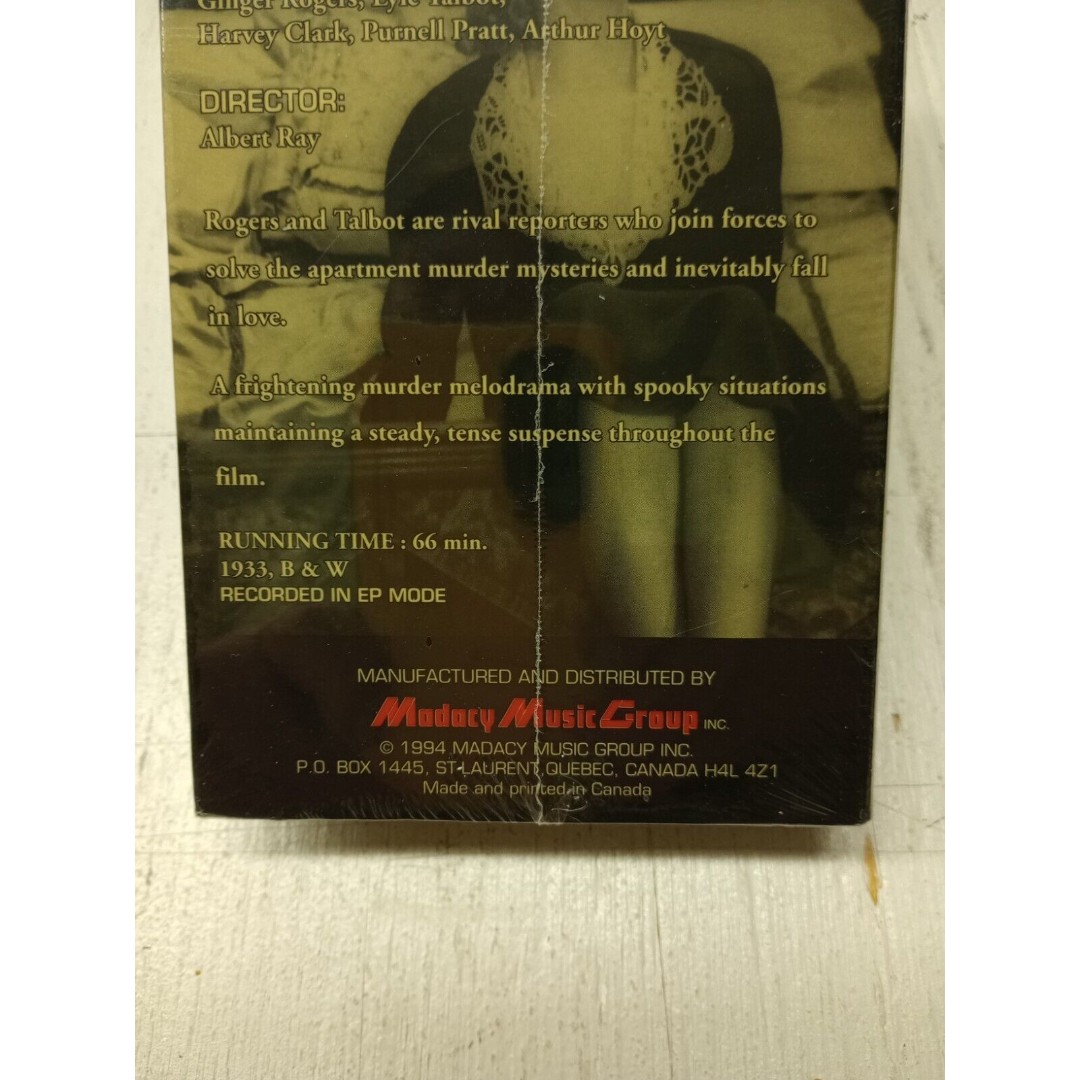 Ginger Rogers, Lyle Talbot,
Harvey Clark, Purnell Pratt, Arthur Hoyt
DIRECTOR:
Albert Ray
Rogers and Talbot are rival reporters who join forces to
solve the apartment murder mysteries and inevitably fall
in love.
A frightening murder melodrama with spooky situations
maintaining a steady, tense suspense throughout the
film.
RUNNING TIME : 66 min.
1933, B & W
RECORDED IN EP MODE
MANUFACTURED AND DISTRIBUTED BY
Madacy Music Group INC.
© 1994 MADACY MUSIC GROUP INC.
P.O. BOX 1445, ST-LAURENT, QUEBEC, CANADA H4L 4Z1
Made and printed in Canada